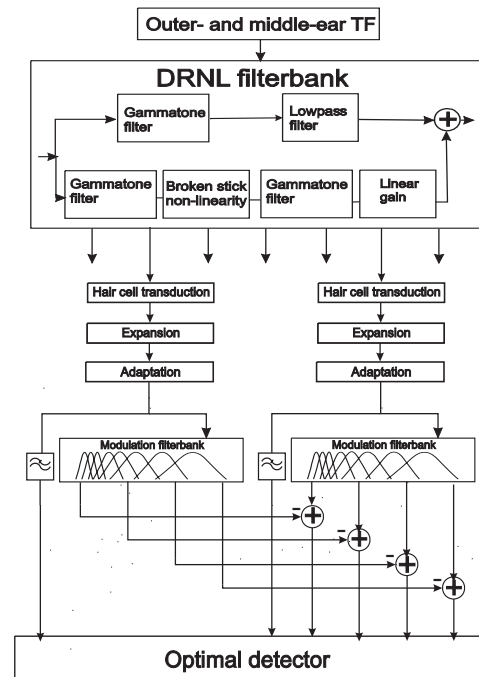 Outer- and middle-ear TF
DRNL filterbank
Gammatone
filter
Lowpass
filter
+
Gammatone
filter
Broken stick
non-linearity
Gammatone
filter
Linear
gain
Hair cell transduction
Hair cell transduction
Expansion
Expansion
Adaptation
Adaptation
Modulation filterbank
Modulation filterbank
- +
- +
- +
- +
Optimal detector